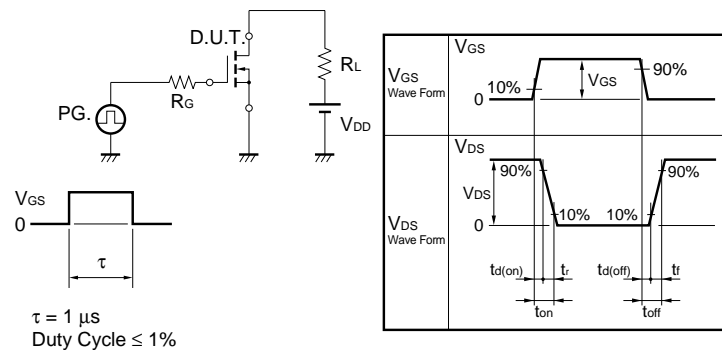 D.U.T.
RL
RG
PG.
VDD
VGS
0
τ
τ = 1 μs
Duty Cycle ≤ 1%
VGS
Wave Form
VGS
10%
VGS
90%
0
VDS
Wave Form
VDS
90%
VDS
90%
10%
10%
0
td(on)
tr
td(off)
tf
ton
toff